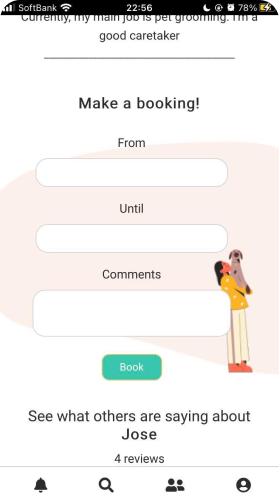 SoftBank 22:56 78%
Currently, my main job is pet grooming. I'm a
good caretaker
Make a booking!
From
Until
Comments
Book
See what others are saying about
Jose
4 reviews